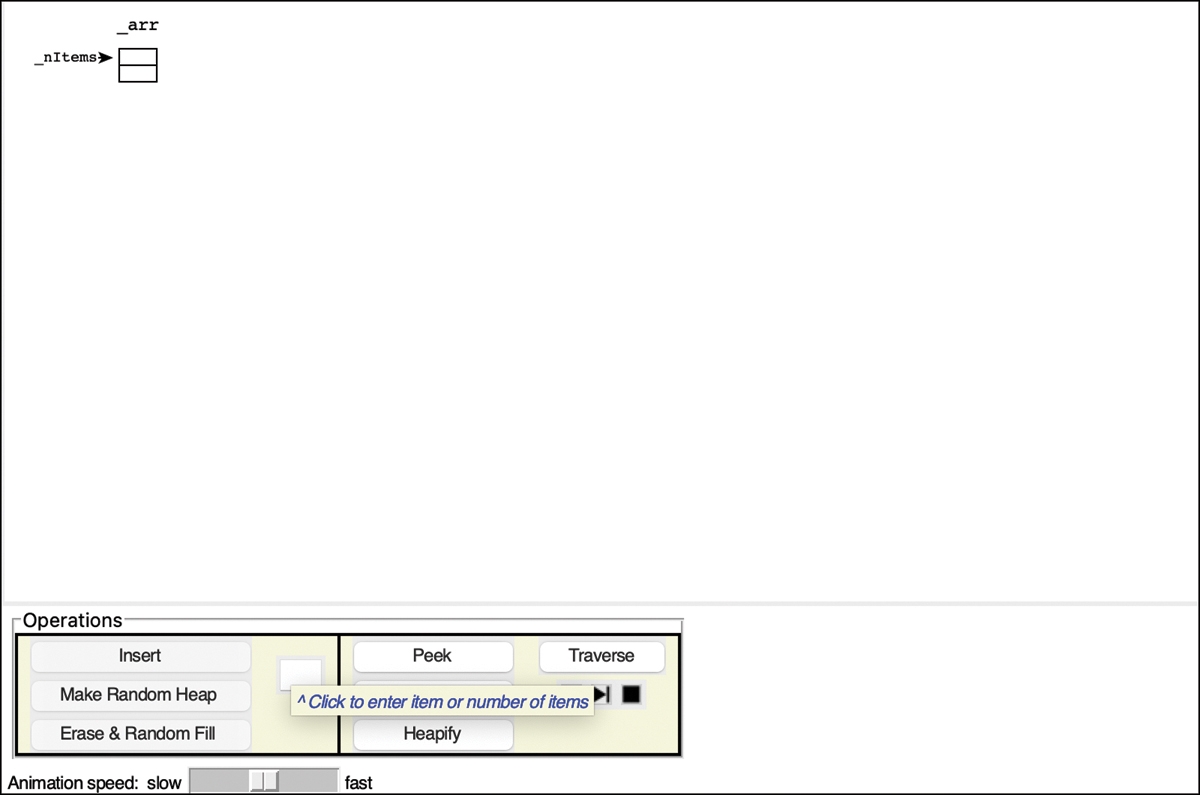 _arr
_nItems
Operations
Insert
Peek
Traverse
Make Random Heap
^ Click to enter item or number of items
Erase & Random Fill
Heapify
Animation speed: slow
fast